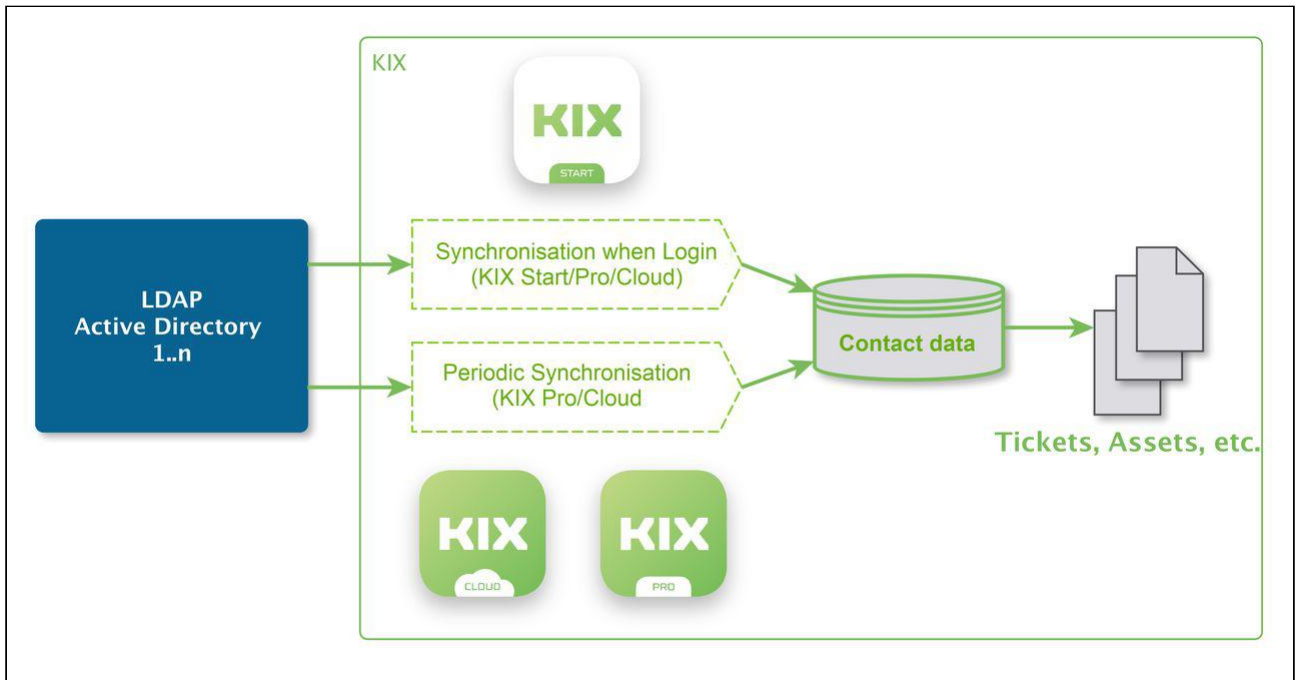 KIX
KIX
START
Synchronisation when Login
(KIX Start/Pro/Cloud)
LDAP
Active Directory
1..n
Contact data
Periodic Synchronisation
(KIX Pro/Cloud
Tickets, Assets, etc.
KIX
CLOUD
KIX
PRO